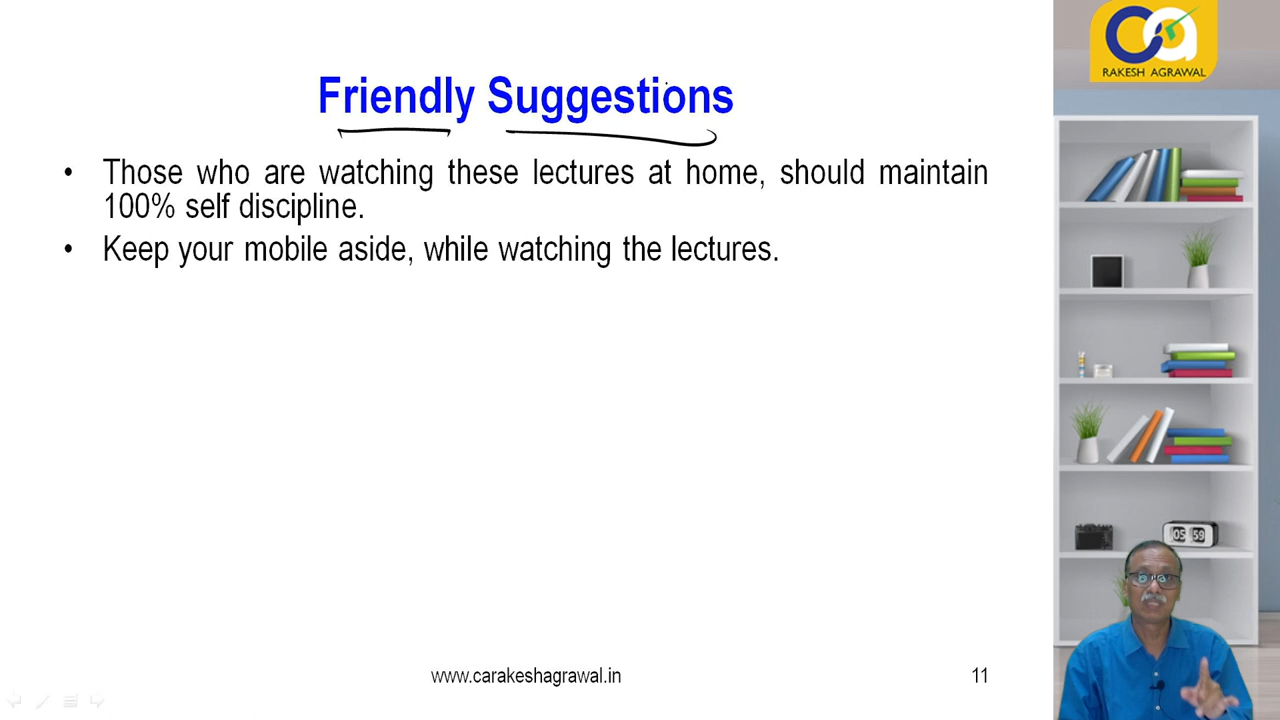 Friendly Suggestions
• Those who are watching these lectures at home, should maintain
100% self discipline.
• Keep your mobile aside, while watching the lectures.
www.carakeshagrawal.in
11
ca
RAKESH AGRAWAL
05 59